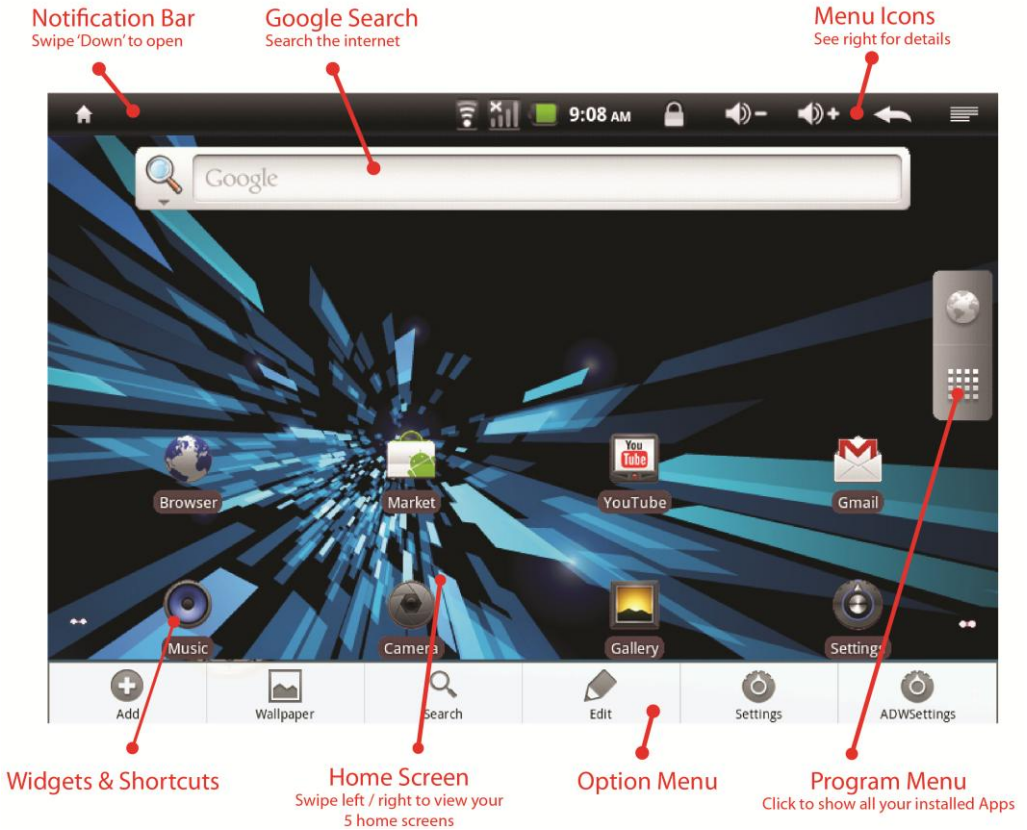 Notification Bar
Swipe 'Down' to open
Google Search
Search the internet
Menu Icons
See right for details
9:08 AM
Google
Browser
Market
You
Tube
YouTube
Gmail
Music
Camera
Gallery
Settings
Add
Wallpaper
Search
Edit
Settings
ADWSettings
Widgets & Shortcuts
Home Screen
Swipe left / right to view your
5 home screens
Option Menu
Program Menu
Click to show all your installed Apps